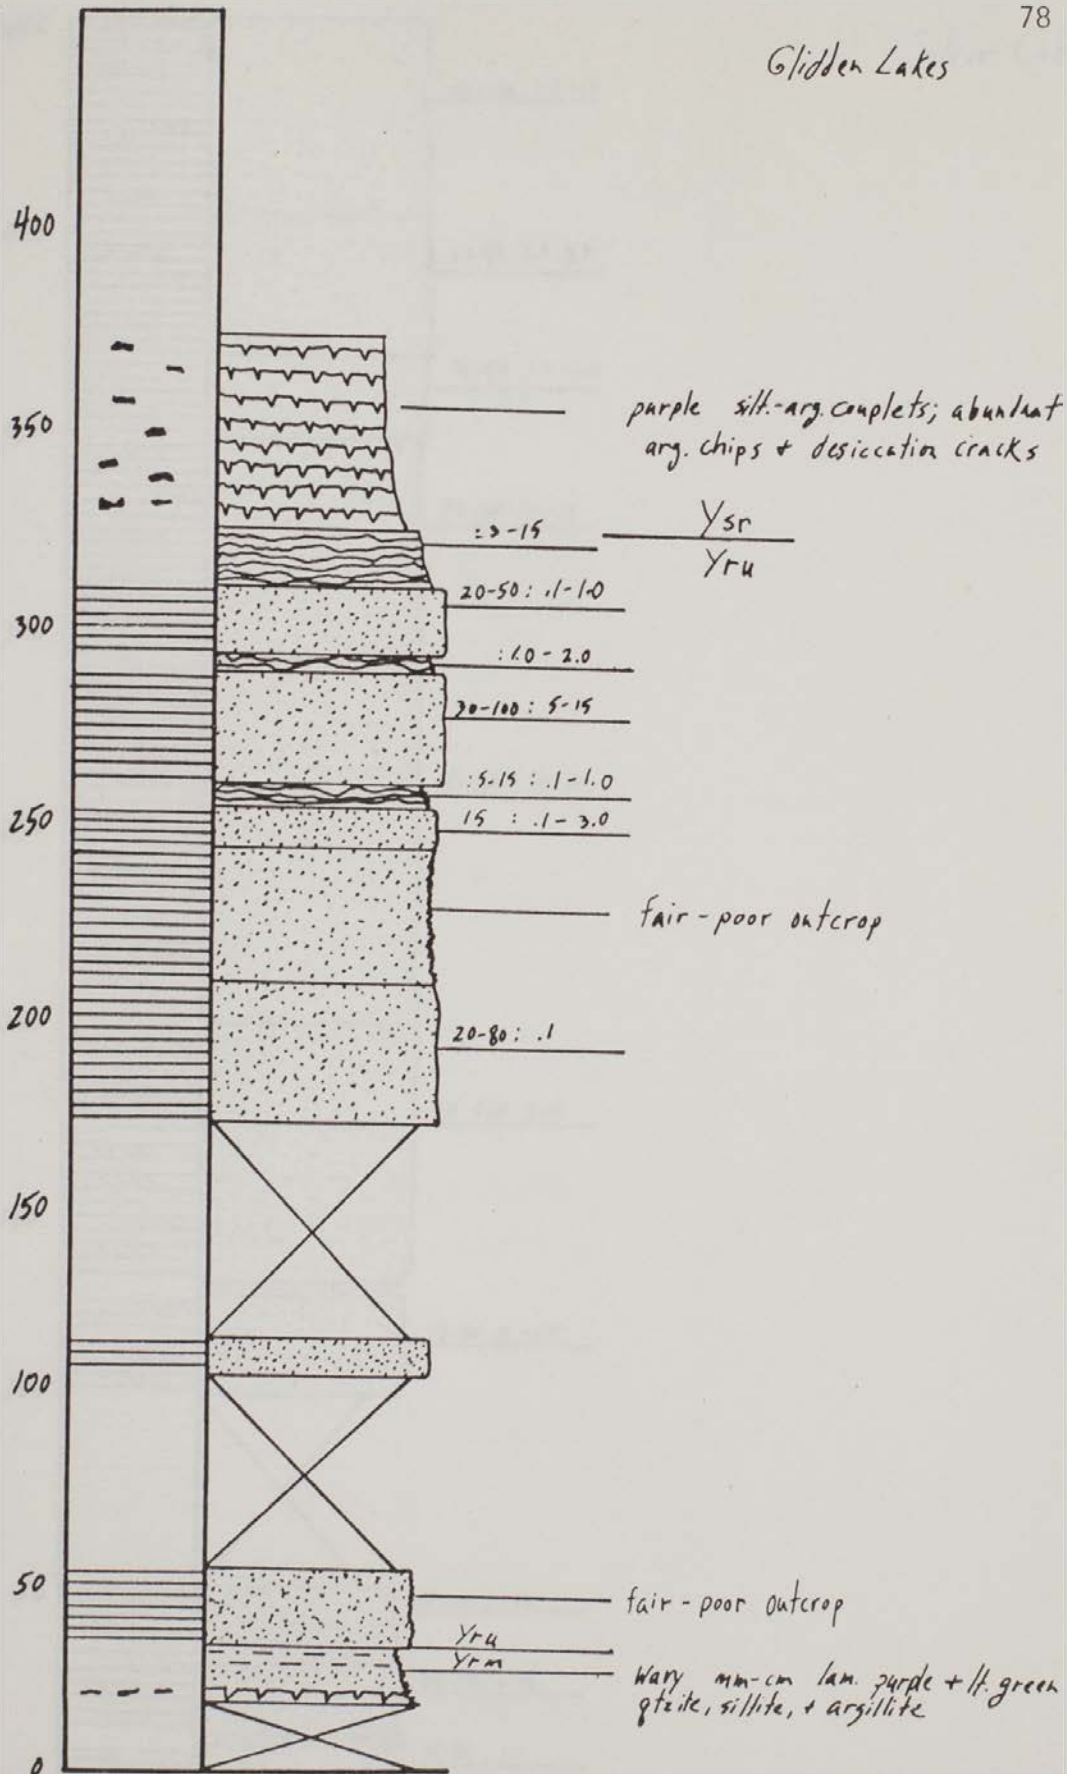 78
Glidden Lakes
400
350
purple silt.-arg. couplets; abundant
arg. chips + desiccation cracks
:3-15
Ysr
Yru
20-50: .1-1.0
300
:1.0-2.0
30-100: 5-15
:5-15: .1-1.0
250
15 : .1-3.0
fair-poor outcrop
200
20-80: .1
150
100
50
fair-poor outcrop
Yru
Yrm
Wavy mm-cm lam. purple + lt. green
qtzite, siltite, + argillite
0